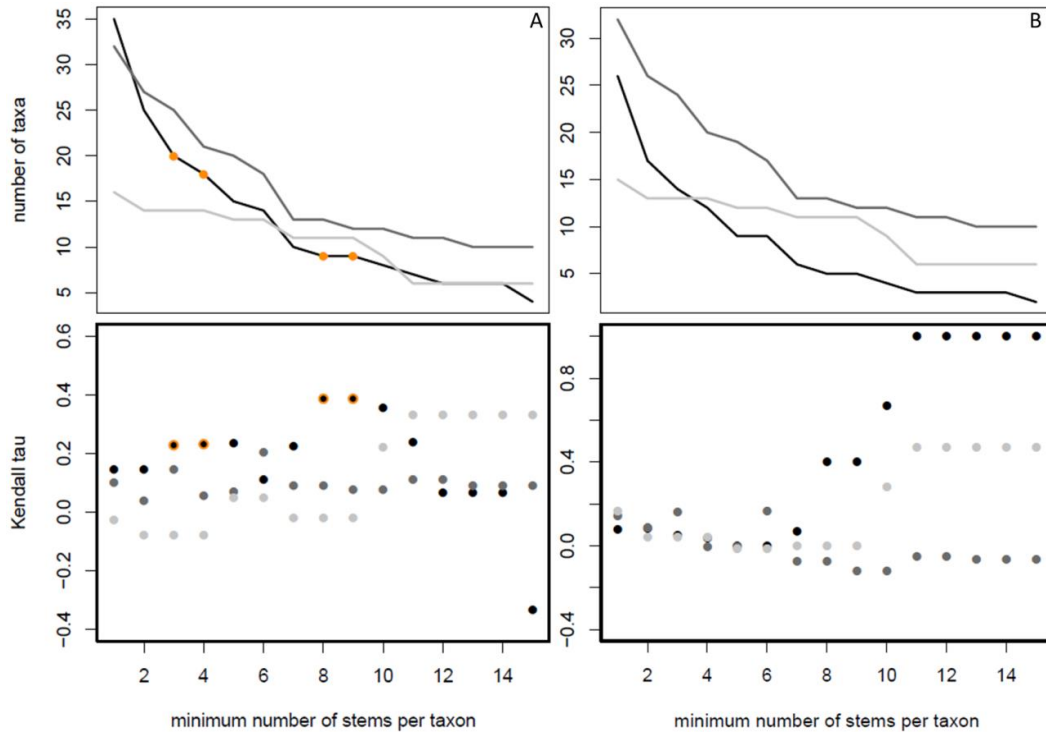 A
B
number of taxa
35
30
25
20
15
10
5
30
25
20
15
10
5
Kendall tau
0.6
0.4
0.2
0.0
−0.2
−0.4
0.8
0.4
0.0
−0.4
2 4 6 8 10 12 14
2 4 6 8 10 12 14
minimum number of stems per taxon
minimum number of stems per taxon